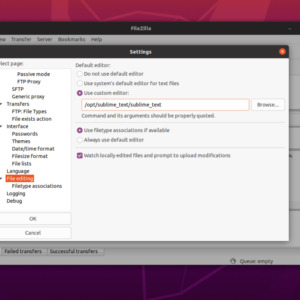 FileZilla
View Transfer Server Bookmarks Help
Settings
Select page:
Passive mode
FTP Proxy
SFTP
Generic proxy
Transfers
FTP: File Types
File exists action
Interface
Passwords
Themes
Date/time format
Filesize format
File lists
Language
File editing
Filetype associations
Logging
Debug
OK
Cancel
Default editor:
Do not use default editor
Use system's default editor for text files
Use custom editor:
/opt/sublime_text/sublime_text
Browse...
Command and its arguments should be properly quoted.
Use filetype associations if available
Always use default editor
Watch locally edited files and prompt to upload modifications
Failed transfers Successful transfers
Queue: empty